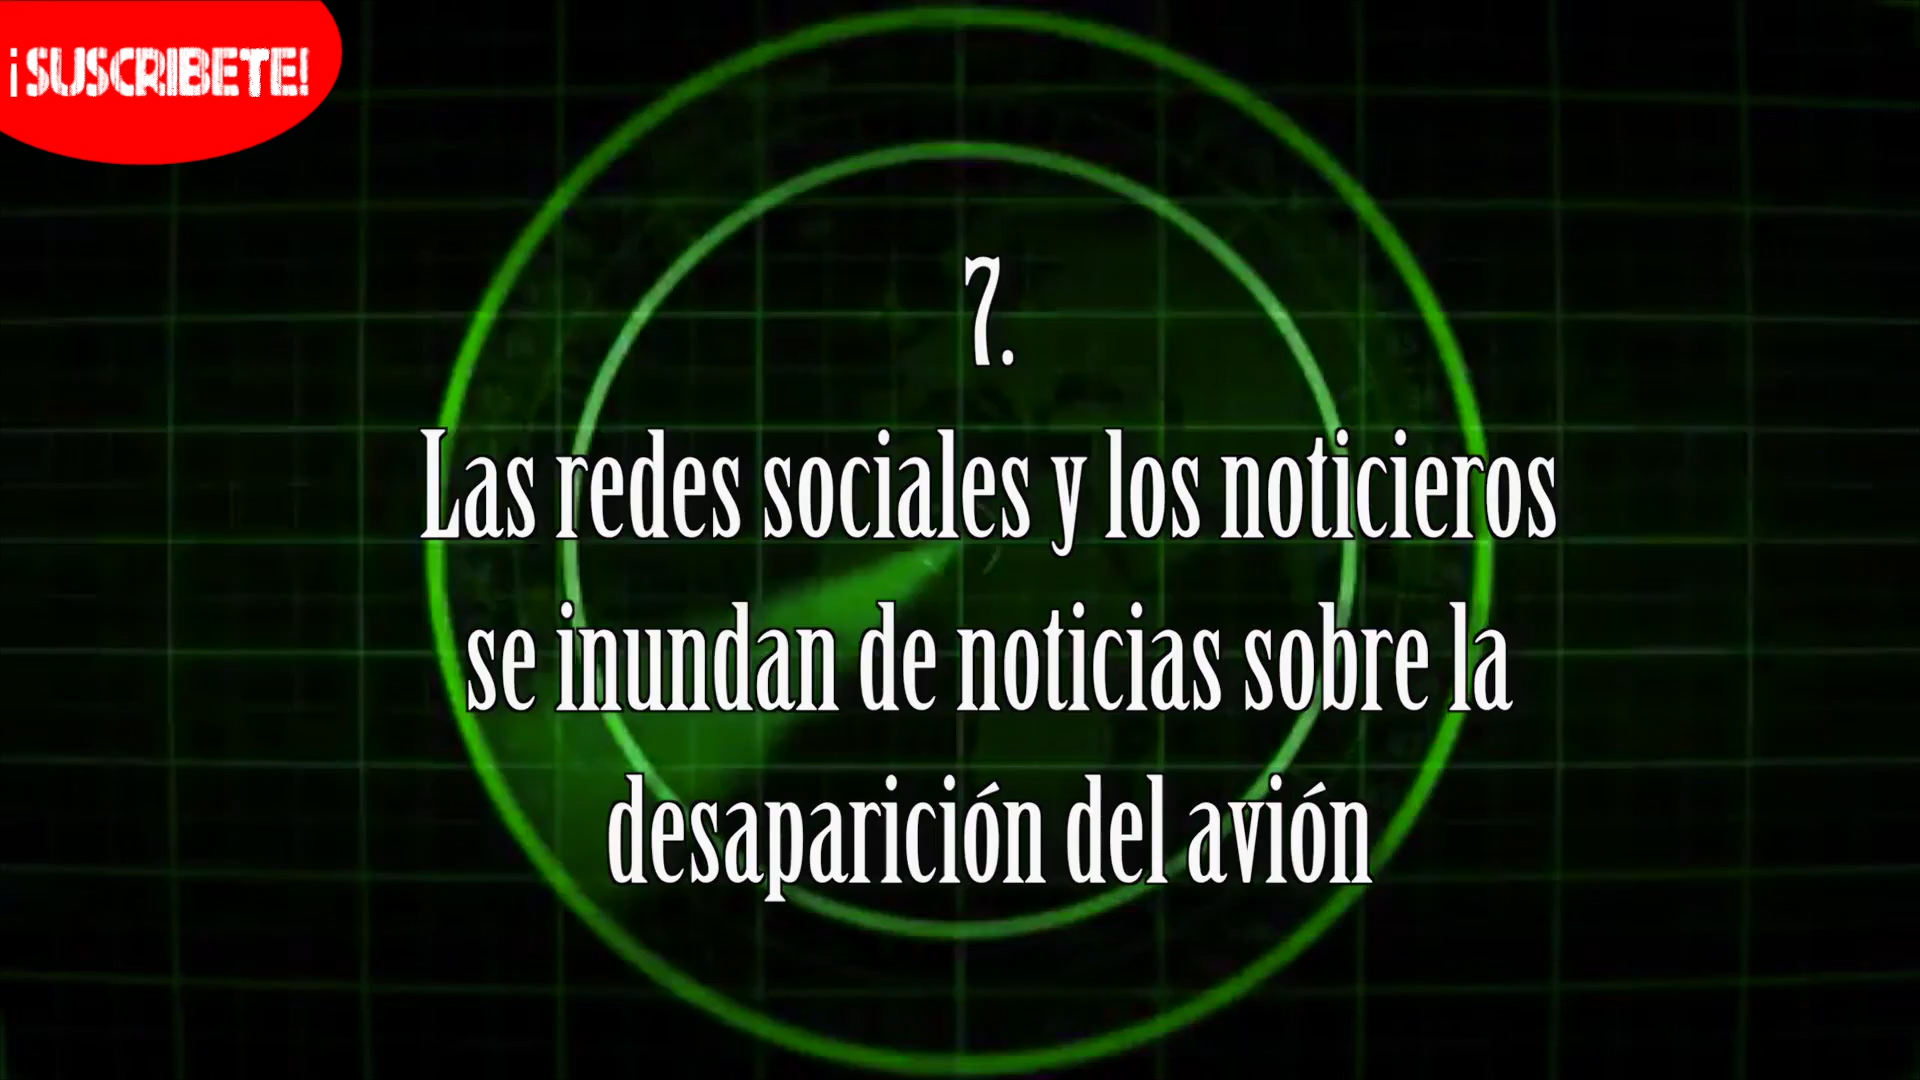 ¡SUSCRIBETE!
7.
Las redes sociales y los noticieros
se inundan de noticias sobre la
desaparición del avión